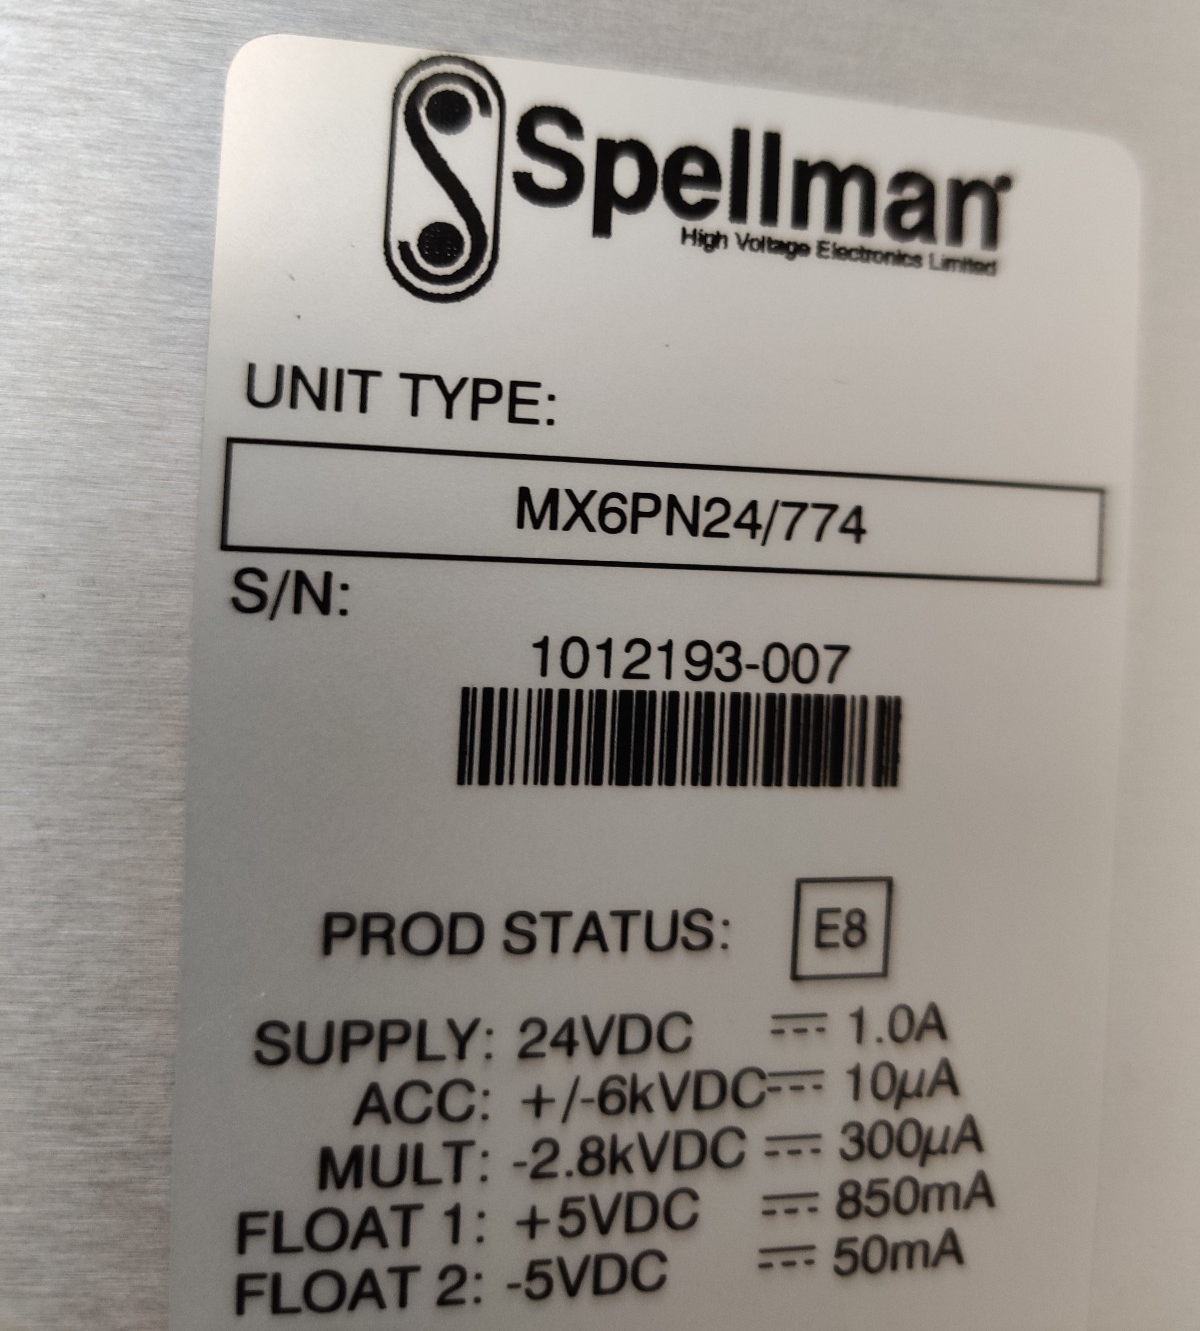 Spellman
High Voltage Electronics Limited
UNIT TYPE:
MX6PN24/774
S/N:
1012193-007
PROD STATUS: E8
SUPPLY: 24VDC ⎓ 1.0A
ACC: +/-6kVDC ⎓ 10µA
MULT: -2.8kVDC ⎓ 300µA
FLOAT 1: +5VDC ⎓ 850mA
FLOAT 2: -5VDC ⎓ 50mA